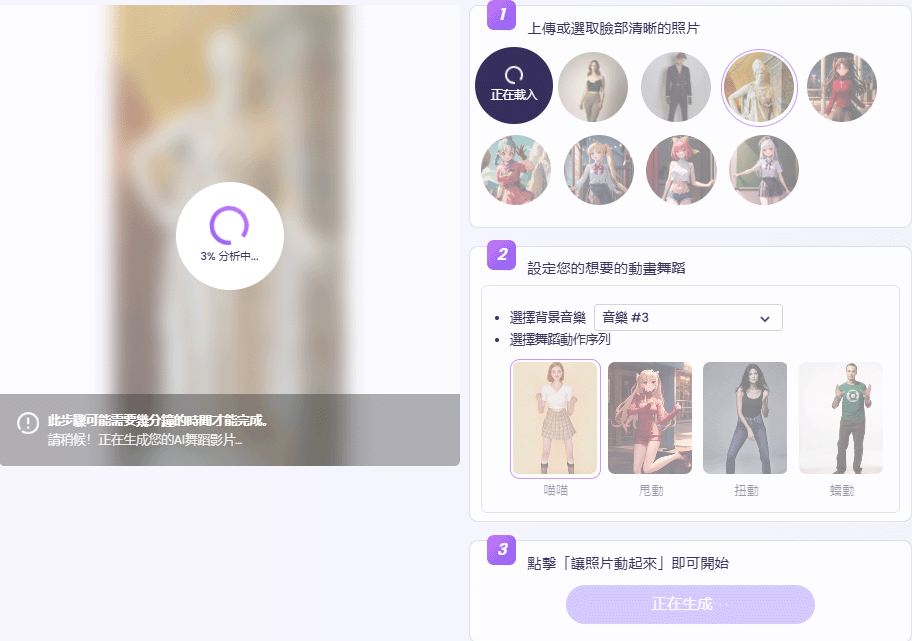 3% 分析中...
此步驟可能需要幾分鐘的時間才能完成。
請稍候！正在生成您的AI舞蹈影片...
1
上傳或選取臉部清晰的照片
正在載入
2
設定您的想要的動畫舞蹈
選擇背景音樂 音樂 #3
選擇舞蹈動作序列
喵喵 甩動 扭動 蠕動
3
點擊「讓照片動起來」即可開始
正在生成 ··